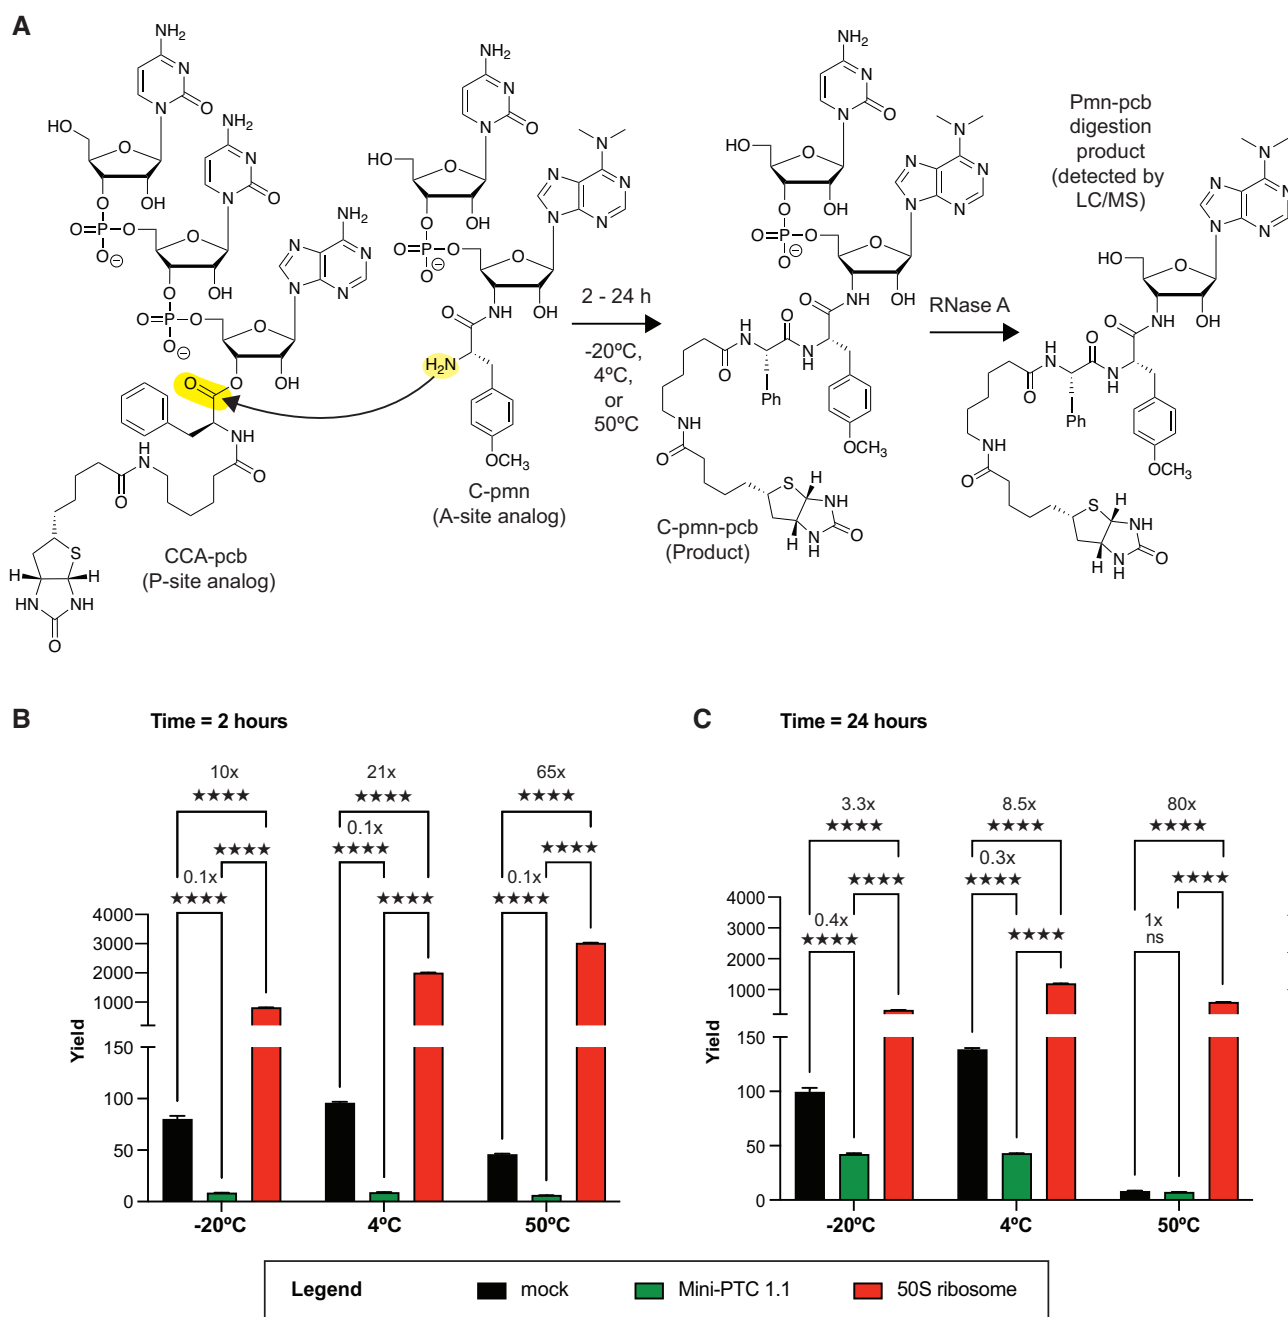 A
NH₂
N
N
O
HO
O
NH₂
O
OH
N
N
O
O=P−O
O⊖
O
NH₂
O
OH
N
N
N
N
O=P−O
O⊖
O
O
OH
O
N
H
O
H
N
O
S
H
H
HN
NH
O
CCA-pcb
(P-site analog)
NH₂
N
N
O
HO
O
N
O
OH
N
N
N
N
O=P−O
O⊖
O
NH
OH
O
H₂N
OCH₃
C-pmn
(A-site analog)
2 - 24 h
-20ºC,
4ºC,
or
50ºC
NH₂
N
N
O
HO
O
N
O
OH
N
N
N
N
O=P−O
O⊖
O
NH
OH
O
H
N
O
N
H
O
Ph
OCH₃
NH
O
S
H
NH
N
H
O
H
C-pmn-pcb
(Product)
RNase A
Pmn-pcb
digestion
product
(detected by
LC/MS)
N
N
N
N
N
HO
O
NH
OH
O
H
N
O
N
H
O
Ph
OCH₃
NH
O
S
H
NH
N
H
O
H
B
Time = 2 hours
10x
★★★★
21x
★★★★
65x
★★★★
0.1x
★★★★
★★★★
★★★★
0.1x
★★★★
★★★★
0.1x
★★★★
4000
3000
2000
1000
150
100
50
0
Yield
-20ºC
4ºC
50ºC
C
Time = 24 hours
3.3x
★★★★
8.5x
★★★★
80x
★★★★
0.3x
★★★★
★★★★
★★★★
0.4x
★★★★
★★★★
1x
ns
4000
3000
2000
1000
150
100
50
0
Yield
-20ºC
4ºC
50ºC
Legend
mock
Mini-PTC 1.1
50S ribosome